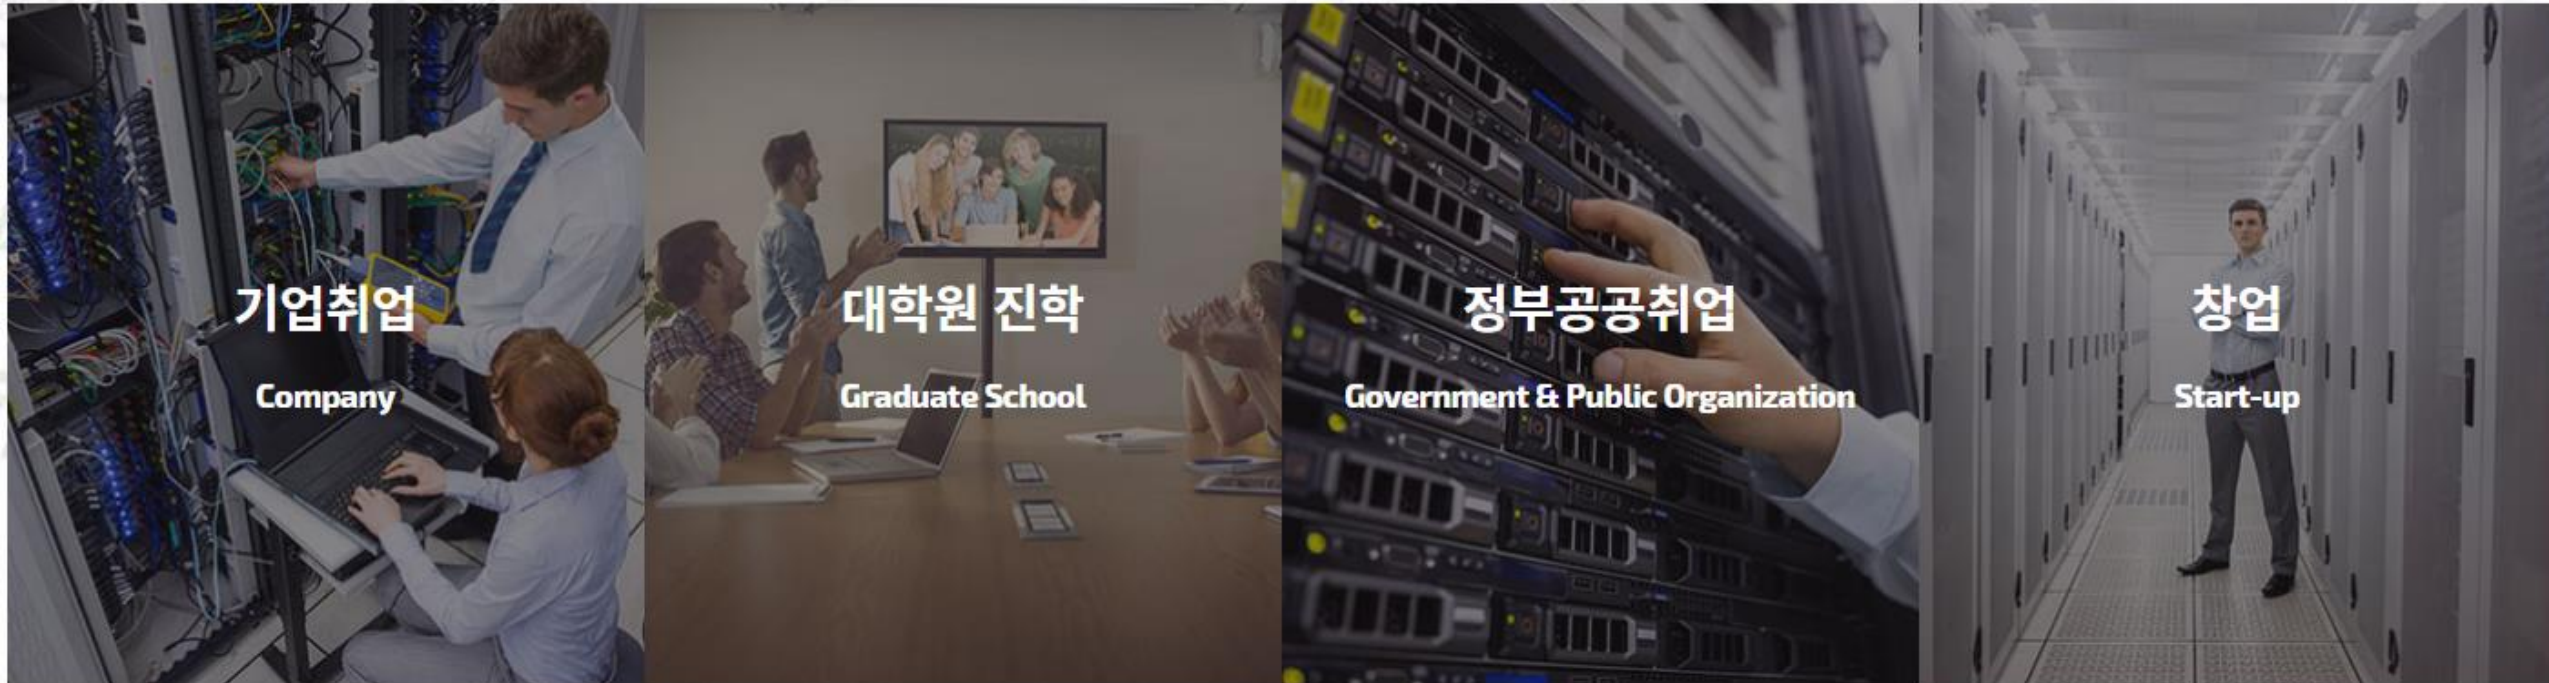 기업취업
Company
대학원 진학
Graduate School
정부공공취업
Government & Public Organization
창업
Start-up